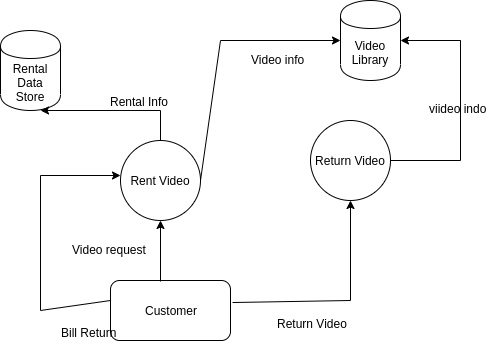 Video
Library
Rental
Data
Store
Video info
Rental Info
viideo indo
Rent Video
Return Video
Video request
Customer
Bill Return
Return Video